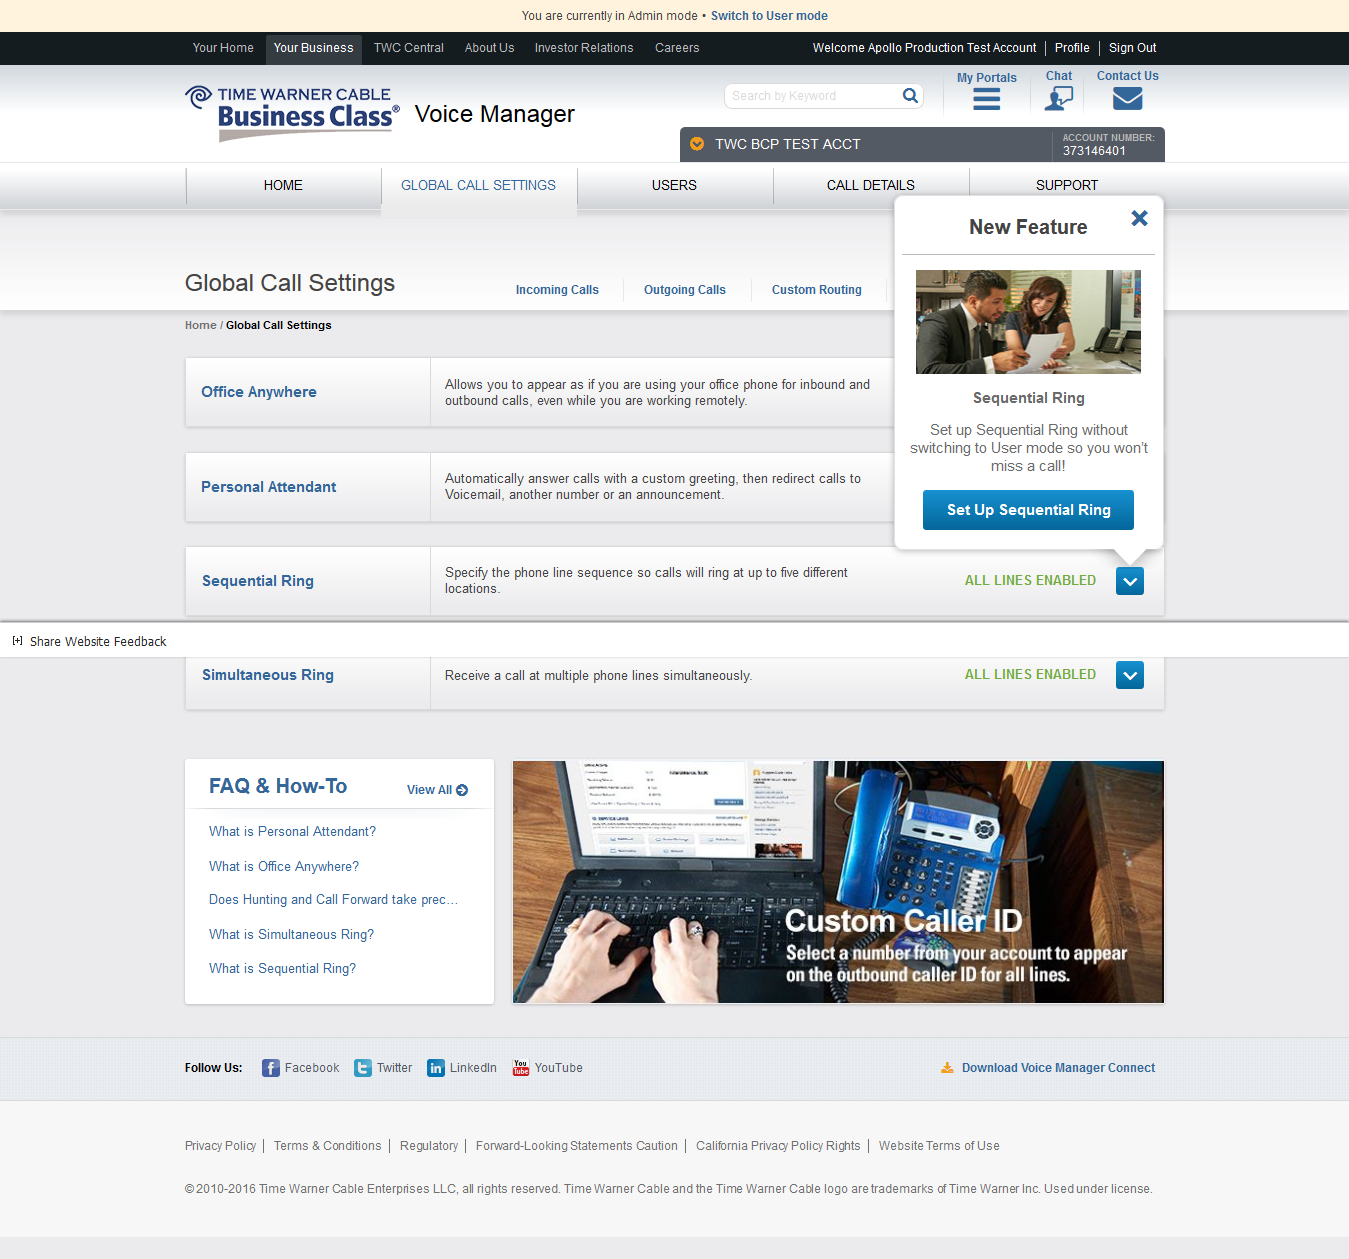 You are currently in Admin mode • Switch to User mode
Your Home Your Business TWC Central About Us Investor Relations Careers Welcome Apollo Production Test Account Profile Sign Out
TIME WARNER CABLE
Business Class®
Voice Manager
Search by Keyword
My Portals Chat Contact Us
TWC BCP TEST ACCT
ACCOUNT NUMBER:
373146401
HOME GLOBAL CALL SETTINGS USERS CALL DETAILS SUPPORT
Global Call Settings
Incoming Calls Outgoing Calls Custom Routing
Home / Global Call Settings
New Feature
Sequential Ring
Set up Sequential Ring without
switching to User mode so you won't
miss a call!
Set Up Sequential Ring
Office Anywhere
Allows you to appear as if you are using your office phone for inbound and
outbound calls, even while you are working remotely.
Personal Attendant
Automatically answer calls with a custom greeting, then redirect calls to
Voicemail, another number or an announcement.
Sequential Ring
Specify the phone line sequence so calls will ring at up to five different
locations.
ALL LINES ENABLED
[+] Share Website Feedback
Simultaneous Ring
Receive a call at multiple phone lines simultaneously.
ALL LINES ENABLED
FAQ & How-To
View All
What is Personal Attendant?
What is Office Anywhere?
Does Hunting and Call Forward take prec...
What is Simultaneous Ring?
What is Sequential Ring?
Custom Caller ID
Select a number from your account to appear
on the outbound caller ID for all lines.
Follow Us: Facebook Twitter LinkedIn You Tube YouTube
Download Voice Manager Connect
Privacy Policy Terms & Conditions Regulatory Forward-Looking Statements Caution California Privacy Policy Rights Website Terms of Use
© 2010-2016 Time Warner Cable Enterprises LLC, all rights reserved. Time Warner Cable and the Time Warner Cable logo are trademarks of Time Warner Inc. Used under license.